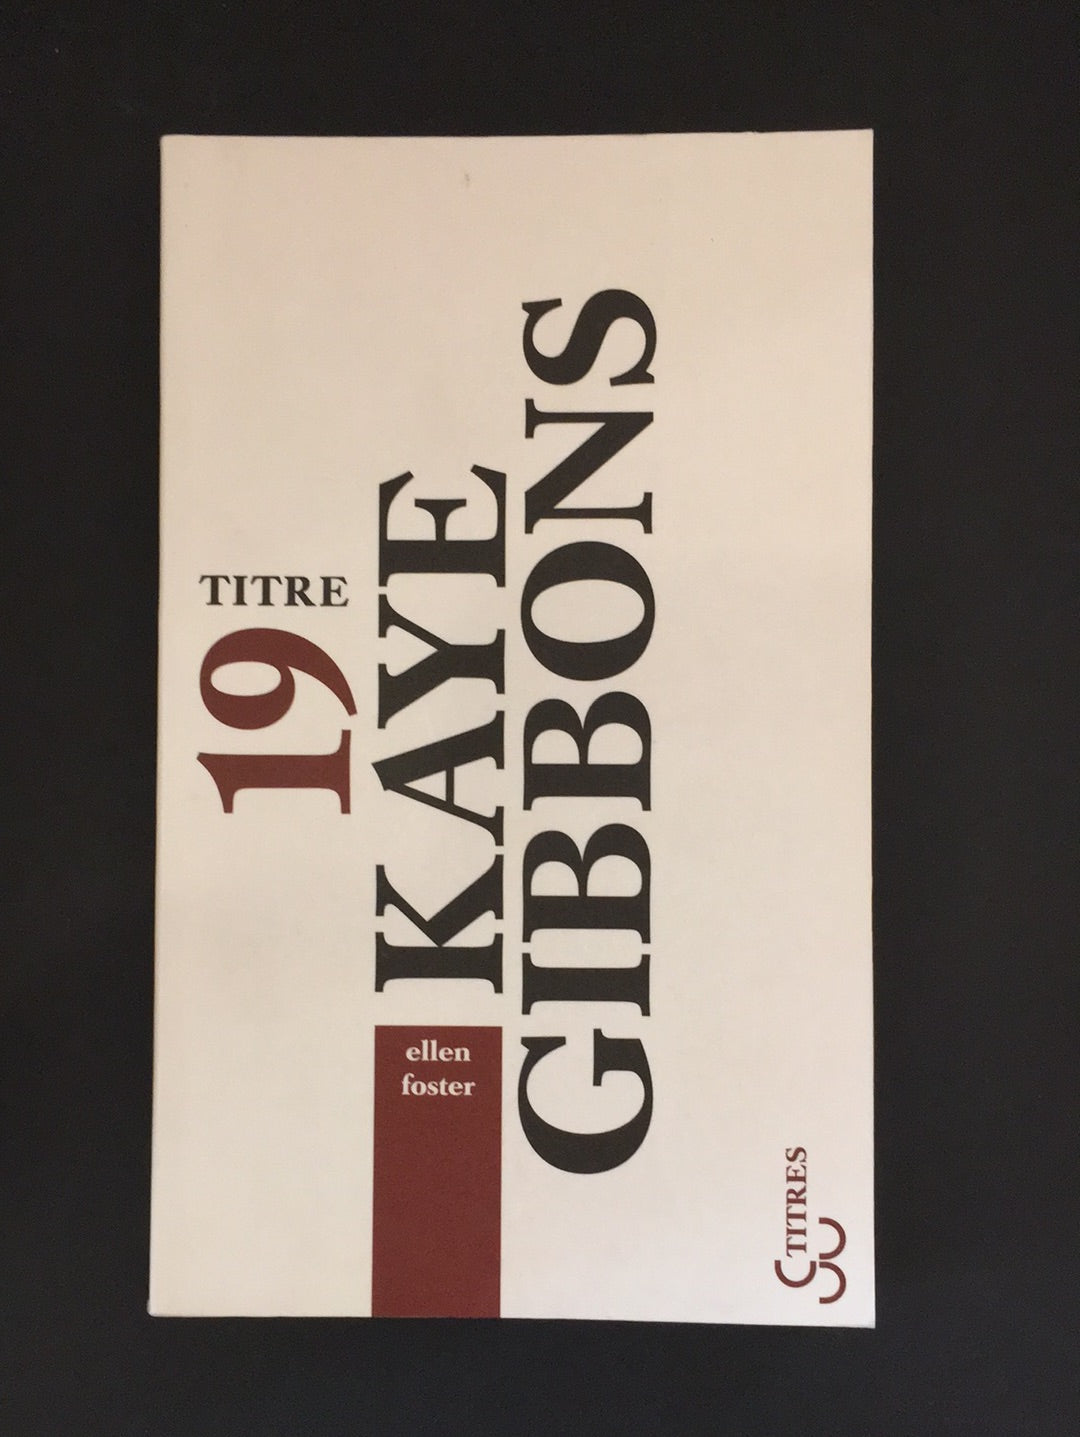 TITRE
19
KAYE
GIBBONS
ellen
foster
TITRES